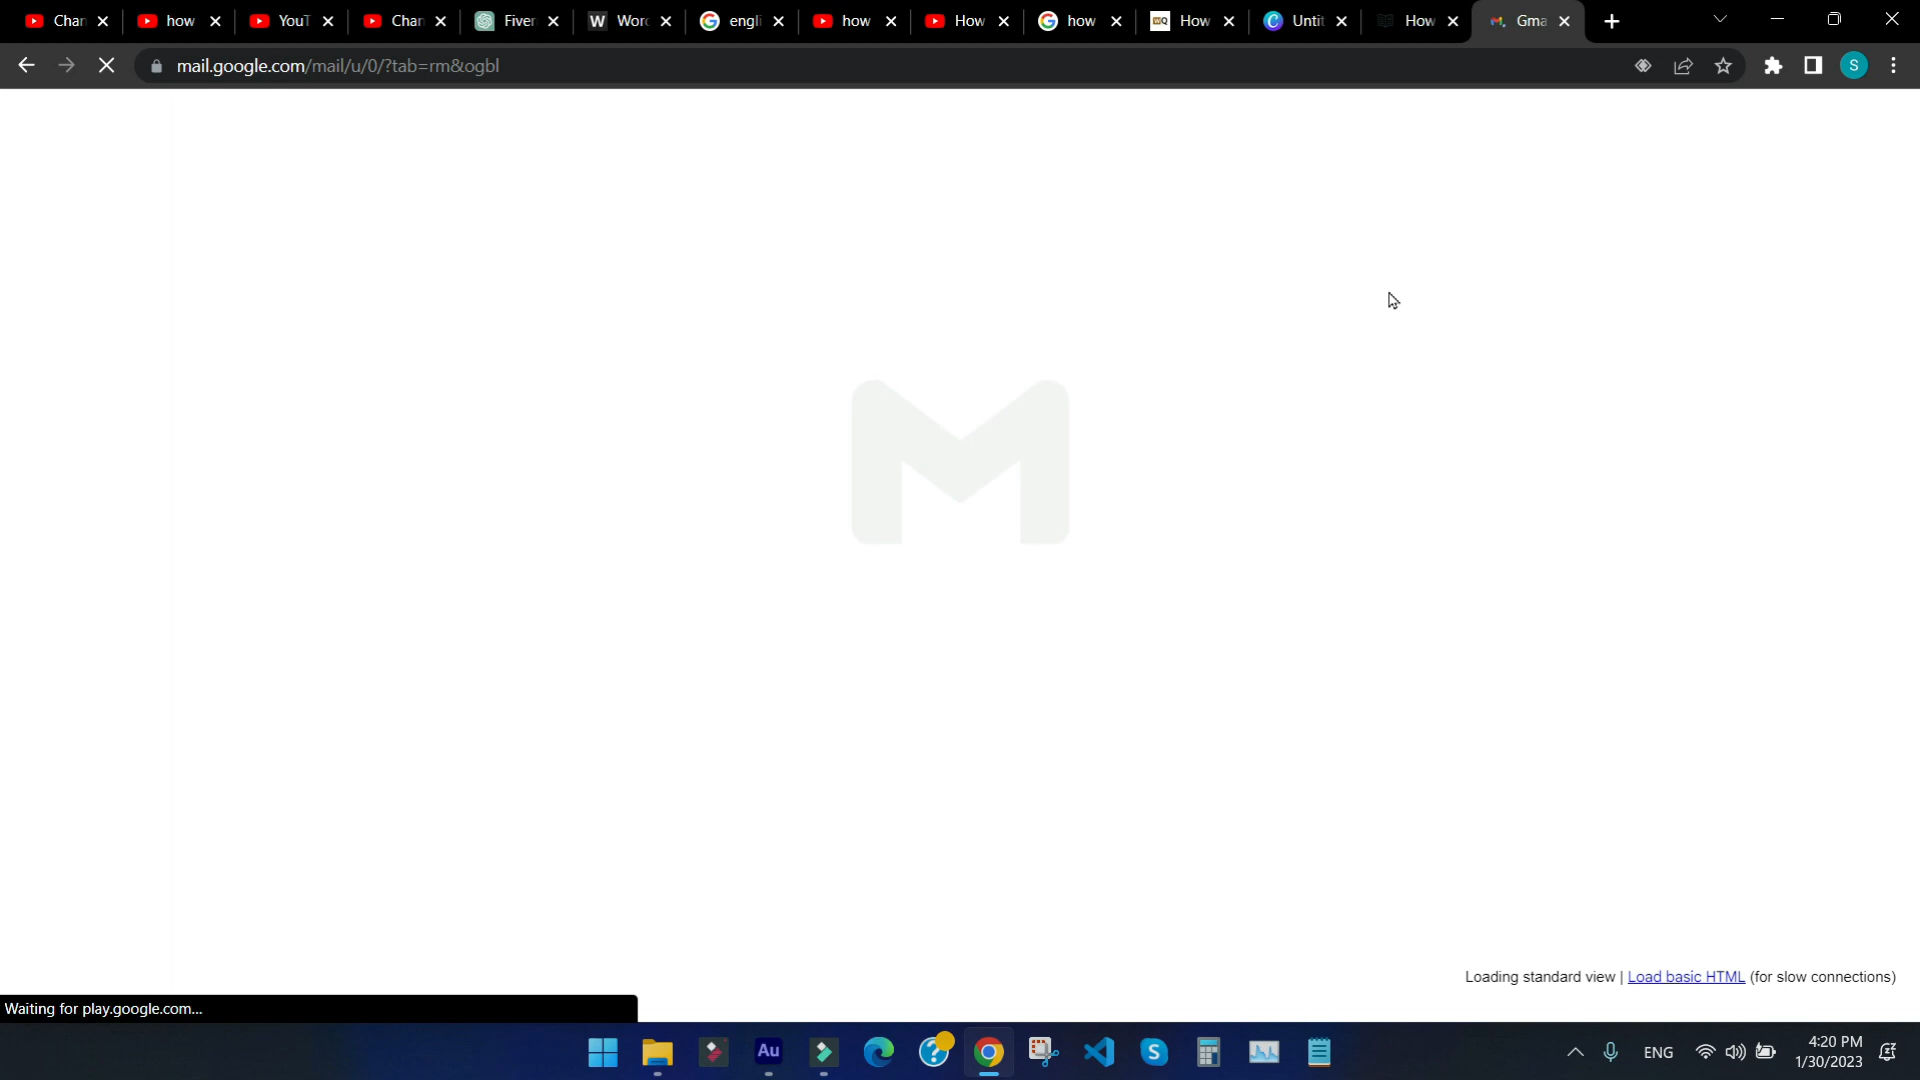 Chan
how
YouT
Chan
Fiver
W Word
engli
how
How
how
How
Untit
How
Gma
mail.google.com/mail/u/0/?tab=rm&ogbl
S
Loading standard view | Load basic HTML (for slow connections)
Waiting for play.google.com...
Au
ENG
4:20 PM
1/30/2023